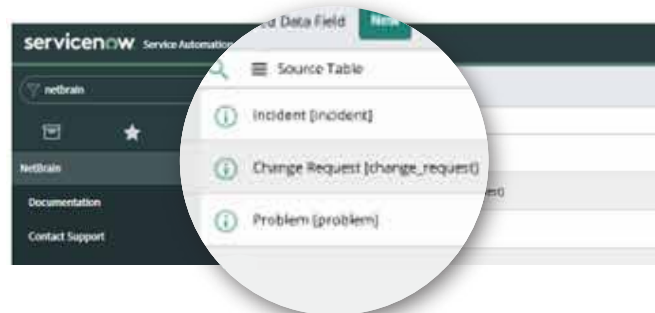 servicenow Service Automation
netbrain
NetBrain
Documentation
Contact Support
d Data Field New
Source Table
Incident [incident]
Change Request [change_request]
Problem [problem]